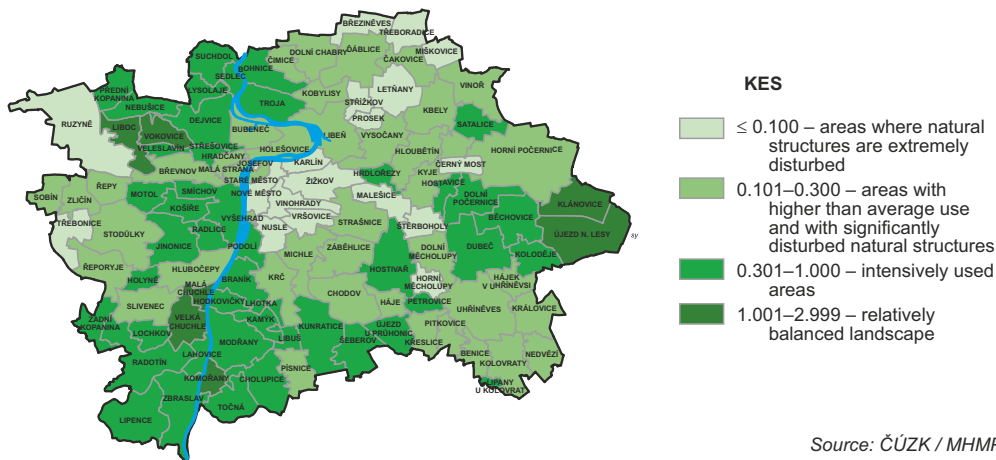 BŘEZINĚVES
TŘEBORADICE
SUCHDOL
BOHNICE
DOLNÍ CHABRY
ĎÁBLICE
MIŠKOVICE
ČIMICE
ČAKOVICE
SEDLEC
PŘEDNÍ
KOPANINA
LYSOLAJE
KOBYLISY
LETŇANY
VINOŘ
NEBUŠICE
TROJA
STŘÍŽKOV
KBELY
RUZYNĚ
LIBOC
DEJVICE
PROSEK
SATALICE
VOKOVICE
BUBENEČ
LIBEŇ
VYSOČANY
VELESLAVÍN
STŘEŠOVICE
HOLEŠOVICE
HLOUBĚTÍN
HORNÍ POČERNICE
HRADČANY
JOSEFOV
KARLÍN
ČERNÝ MOST
BŘEVNOV
MALÁ STRANA
HRDLOŘEZY
KYJE
STARÉ MĚSTO
ŽIŽKOV
HOSTAVICE
ŘEPY
SMÍCHOV
NOVÉ MĚSTO
MALEŠICE
DOLNÍ
POČERNICE
SOBÍN
ZLIČÍN
MOTOL
VINOHRADY
KLÁNOVICE
KOŠÍŘE
VYŠEHRAD
VRŠOVICE
STRAŠNICE
BĚCHOVICE
TŘEBONICE
RADLICE
NUSLE
ŠTĚRBOHOLY
STODŮLKY
ÚJEZD N. LESY
sy
JINONICE
PODOLÍ
ZÁBĚHLICE
DOLNÍ
MĚCHOLUPY
DUBEČ
MICHLE
KOLODĚJE
ŘEPORYJE
HLUBOČEPY
HOSTIVAŘ
HOLYNĚ
BRANÍK
KRČ
HORNÍ
MĚCHOLUPY
HÁJEK
V UHŘÍNĚVSI
MALÁ
CHUCHLE
CHODOV
SLIVENEC
HODKOVIČKY
LHOTKA
HÁJE
PETROVICE
KRÁLOVICE
ZADNÍ
KOPANINA
VELKÁ
CHUCHLE
KAMÝK
UHŘÍNĚVES
LOCHKOV
KUNRATICE
ÚJEZD
U PRŮHONIC
PITKOVICE
MODŘANY
LIBUŠ
ŠEBEROV
KŘESLICE
LAHOVICE
BENICE
NEDVĚZÍ
RADOTÍN
PÍSNICE
KOLOVRATY
KOMOŘANY
CHOLUPICE
LIPANY
U KOLOVRAT
ZBRASLAV
TOČNÁ
LIPENCE
KES
≤ 0.100 – areas where natural
structures are extremely
disturbed
0.101–0.300 – areas with
higher than average use
and with significantly
disturbed natural structures
0.301–1.000 – intensively used
areas
1.001–2.999 – relatively
balanced landscape
Source: ČÚZK / MHMP